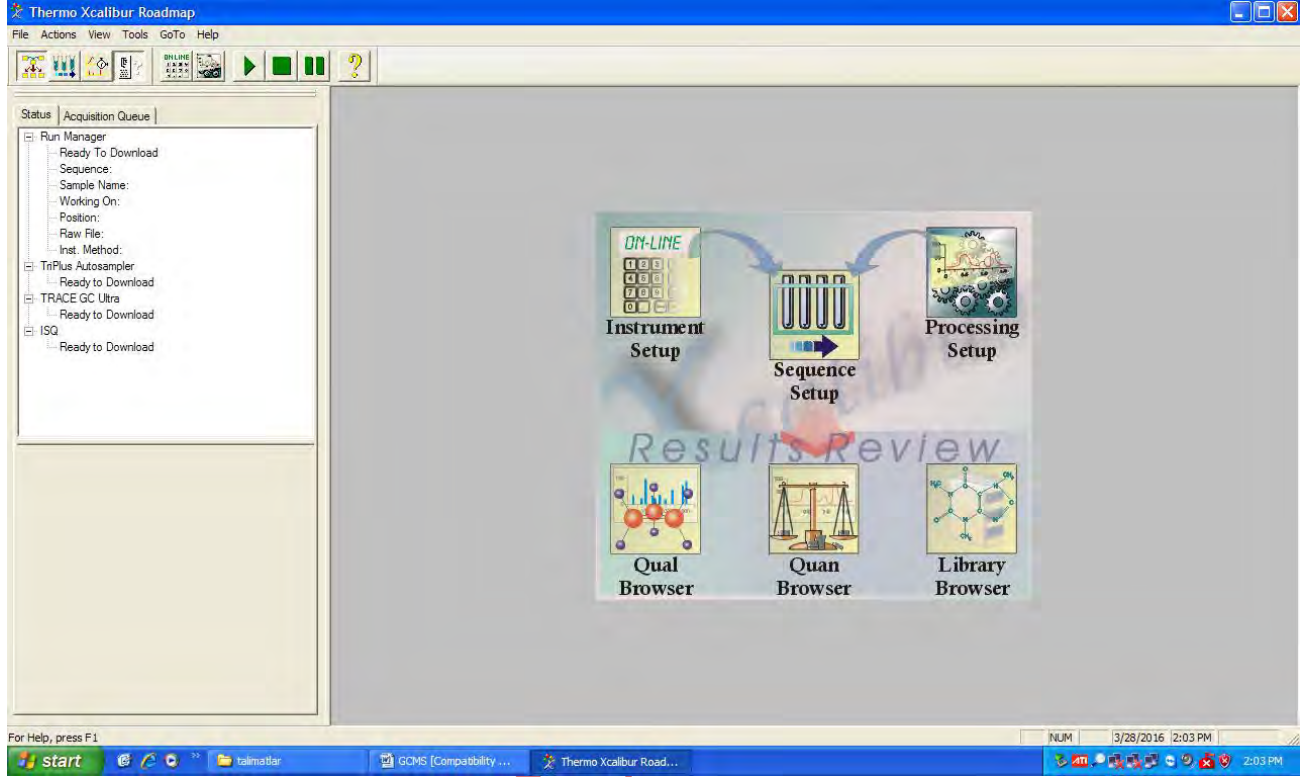 Thermo Xcalibur Roadmap
File Actions View Tools GoTo Help
ON LINE
Status Acquisition Queue
Run Manager
Ready To Download
Sequence:
Sample Name:
Working On:
Position:
Raw File:
Inst. Method:
TriPlus Autosampler
Ready to Download
TRACE GC Ultra
Ready to Download
ISQ
Ready to Download
ON-LINE
Instrument
Setup
Sequence
Setup
Processing
Setup
Results Review
Qual
Browser
Quan
Browser
Library
Browser
For Help, press F1
NUM 3/28/2016 2:03 PM
start
talimatlar
GCMS [Compatibility ...
Thermo Xcalibur Road...
ATI
2:03 PM